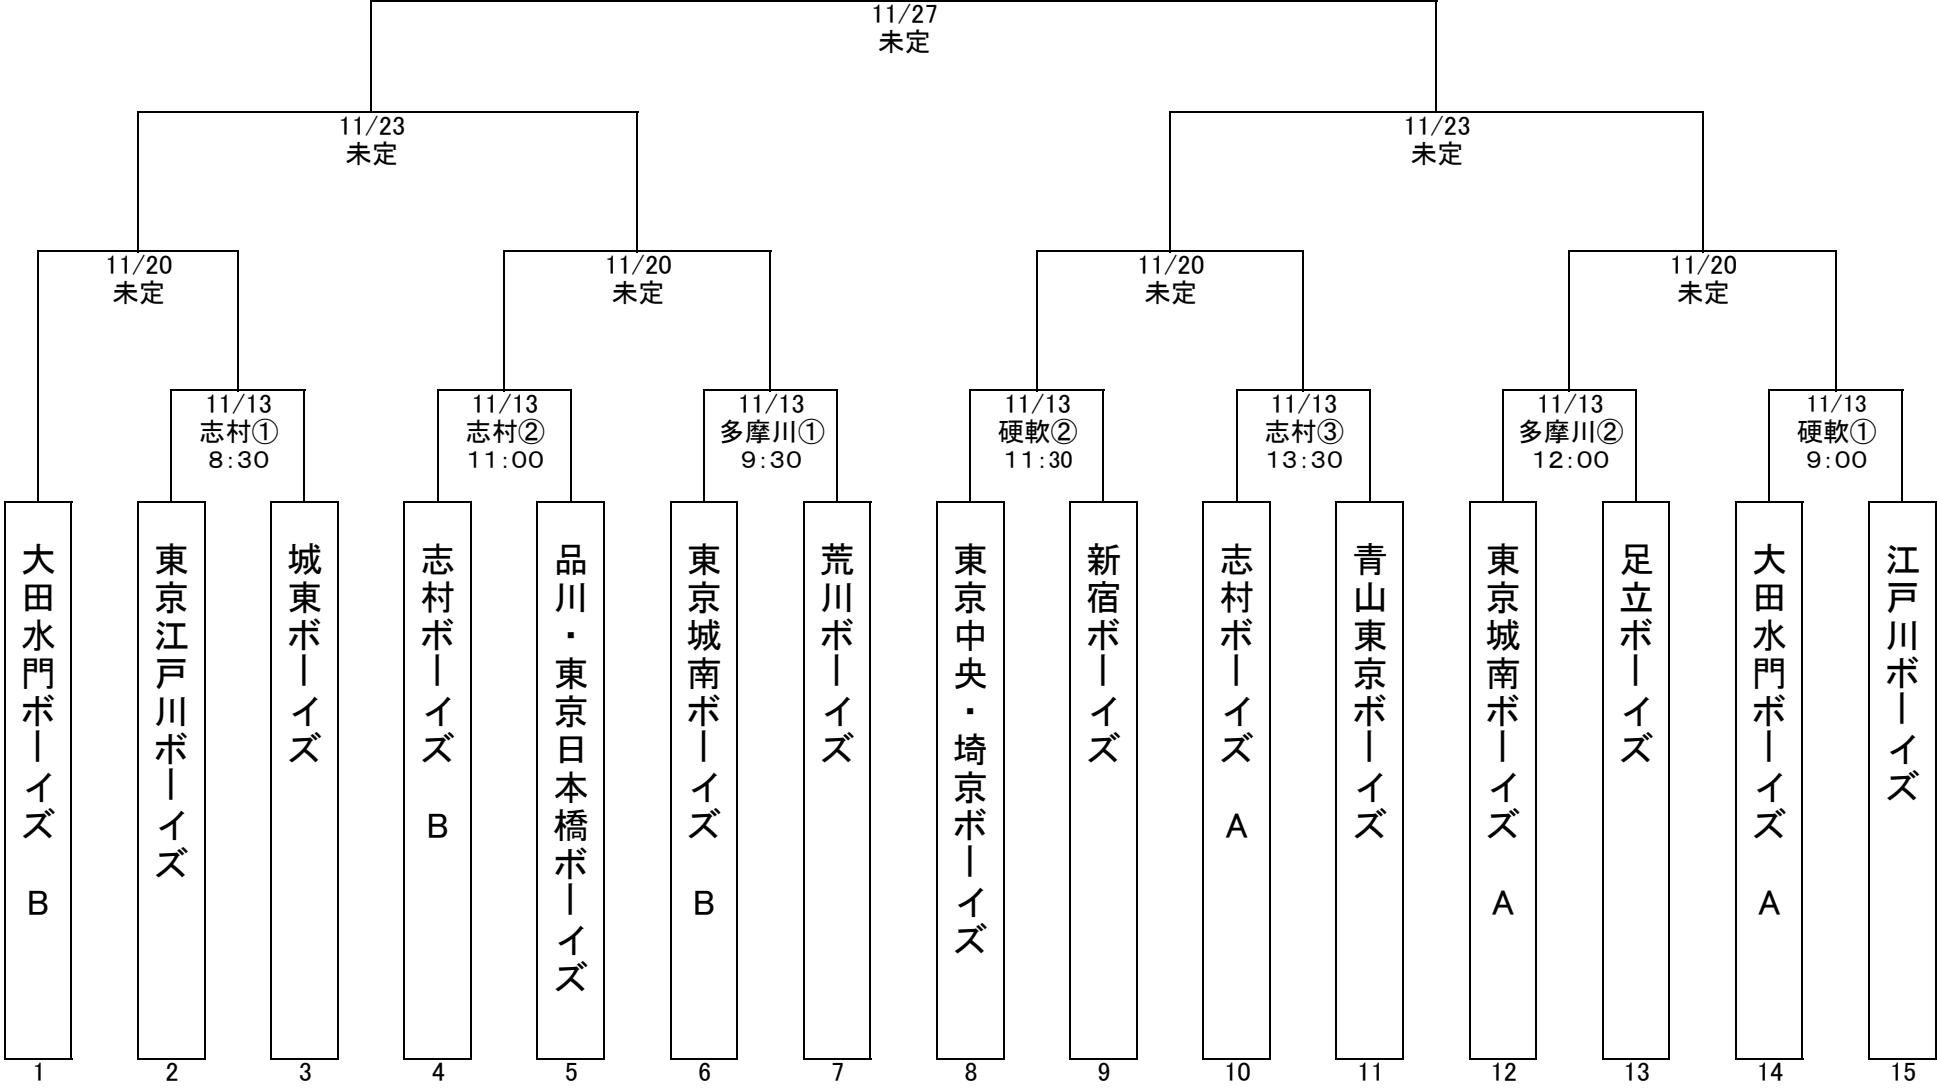 11/27
未定
11/23
未定
11/23
未定
11/20
未定
11/20
未定
11/20
未定
11/20
未定
11/13
志村①
8:30
11/13
志村②
11:00
11/13
多摩川①
9:30
11/13
硬軟②
11:30
11/13
志村③
13:30
11/13
多摩川②
12:00
11/13
硬軟①
9:00
大田水門ボーイズ B
東京江戸川ボーイズ
城東ボーイズ
志村ボーイズ B
品川・東京日本橋ボーイズ
東京城南ボーイズ B
荒川ボーイズ
東京中央・埼京ボーイズ
新宿ボーイズ
志村ボーイズ A
青山東京ボーイズ
東京城南ボーイズ A
足立ボーイズ
大田水門ボーイズ A
江戸川ボーイズ
1 2 3 4 5 6 7 8 9 10 11 12 13 14 15